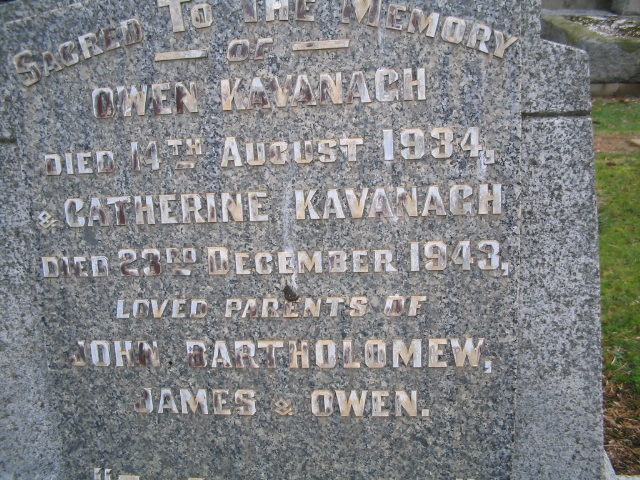 SACRED TO THE MEMORY
— OF —
OWEN KAVANAGH
DIED 14TH AUGUST 1934,
& CATHERINE KAVANAGH
DIED 23RD DECEMBER 1943,
LOVED PARENTS OF
JOHN BARTHOLOMEW,
JAMES & OWEN.